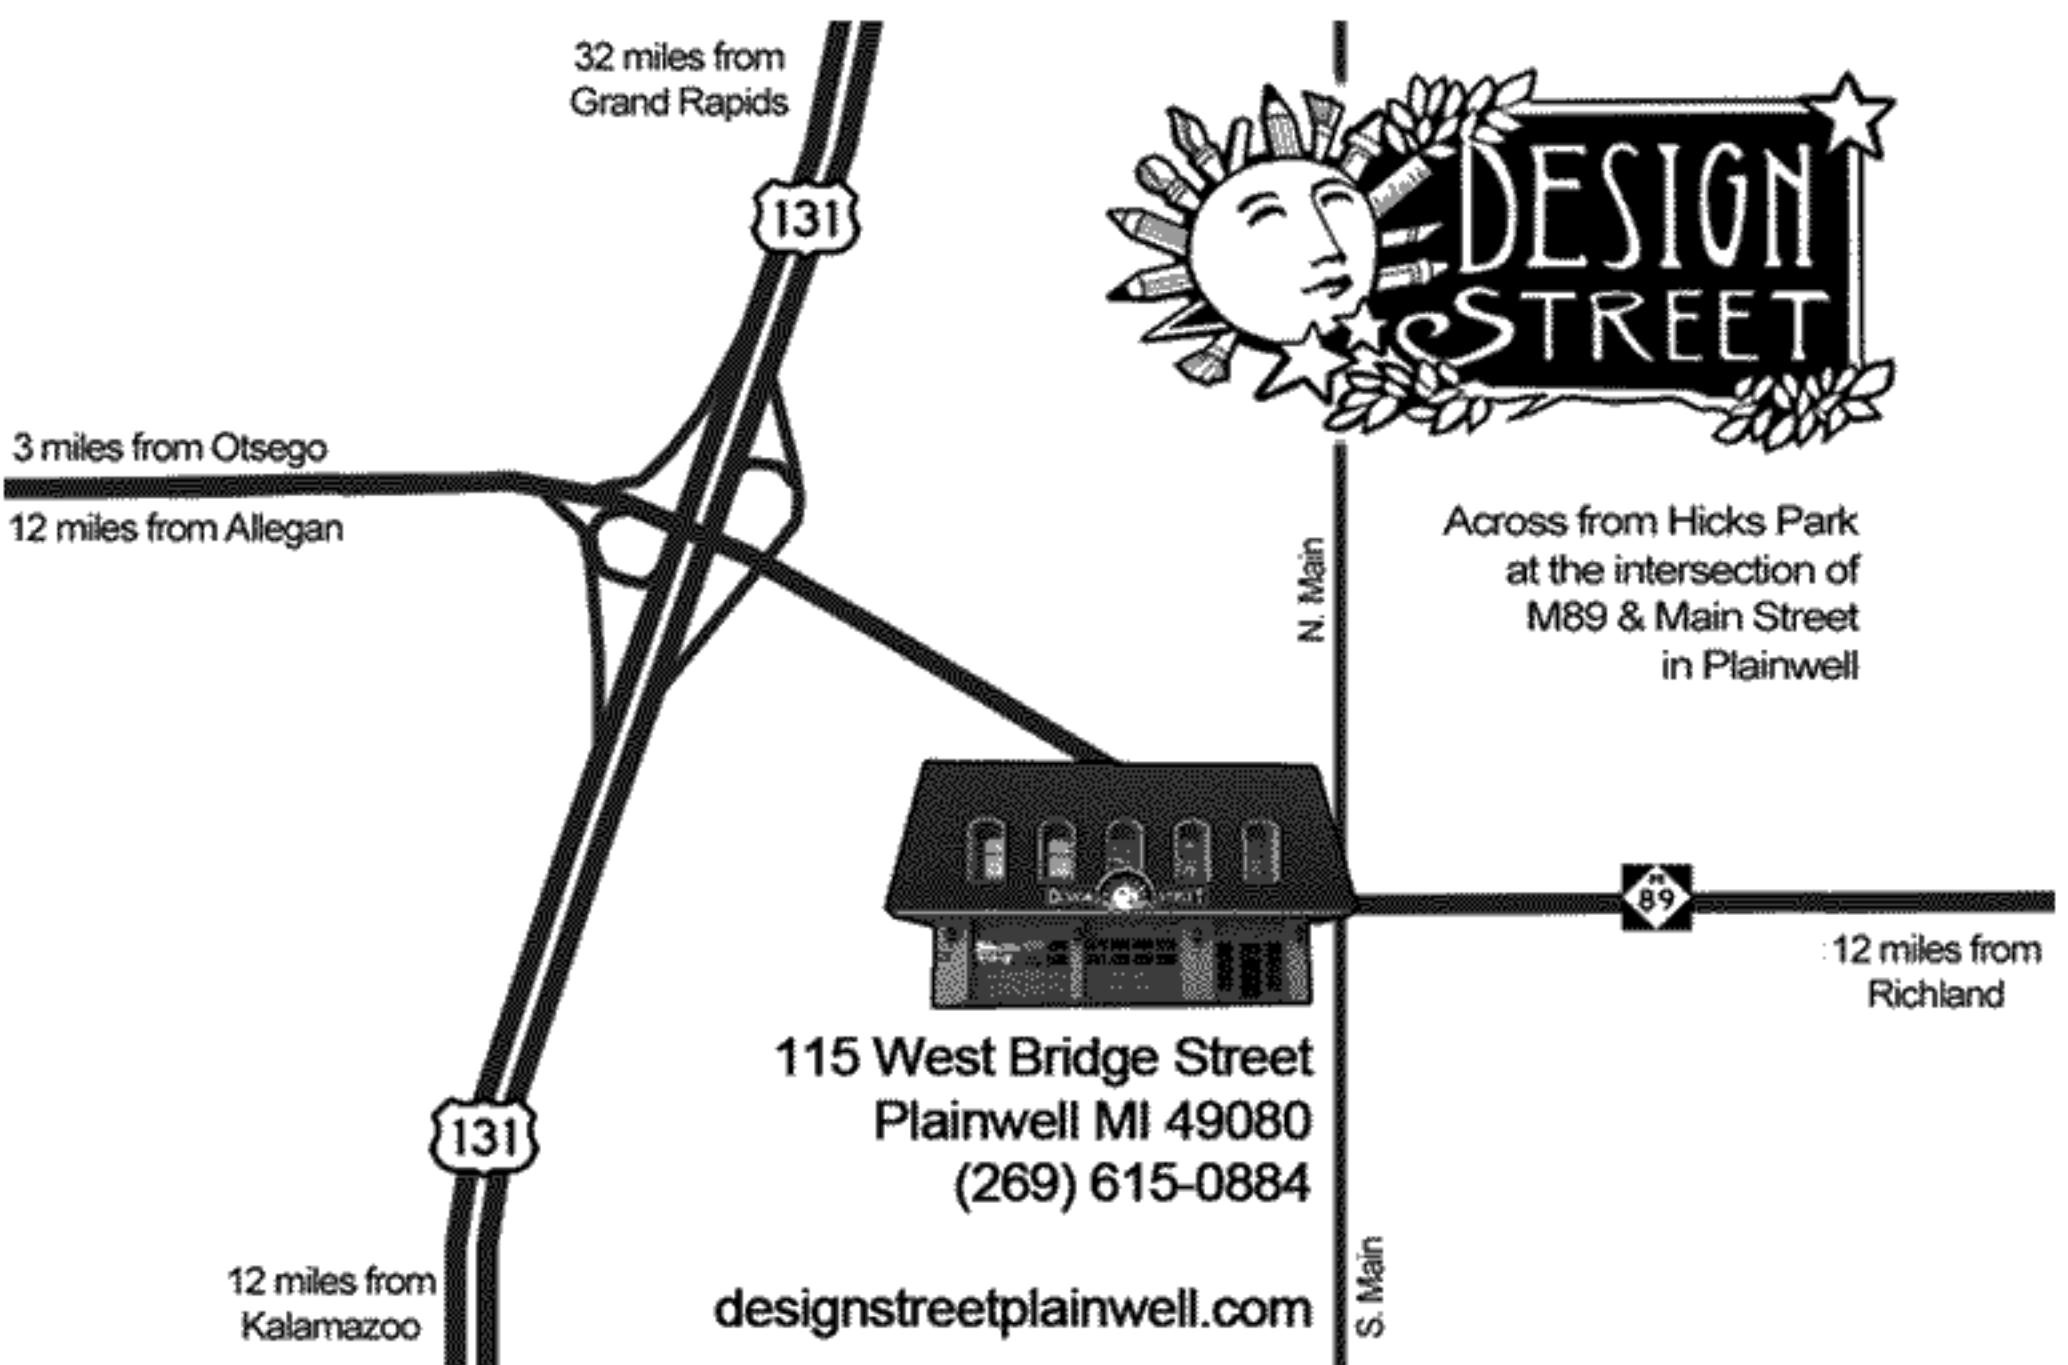 32 miles from
Grand Rapids
131
DESIGN
STREET
3 miles from Otsego
12 miles from Allegan
Across from Hicks Park
at the intersection of
M89 & Main Street
in Plainwell
N. Main
M
89
12 miles from
Richland
115 West Bridge Street
Plainwell MI 49080
(269) 615-0884
131
12 miles from
Kalamazoo
designstreetplainwell.com
S. Main